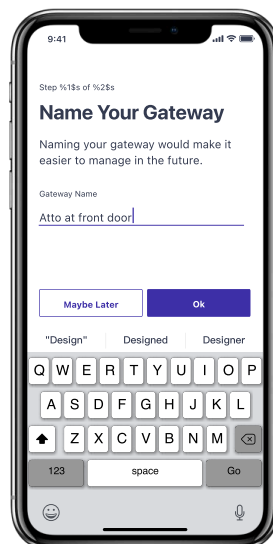 9:41
Step %1$s of %2$s
Name Your Gateway
Naming your gateway would make it
easier to manage in the future.
Gateway Name
Atto at front door
Maybe Later Ok
"Design" Designed Designer
Q W E R T Y U I O P
A S D F G H J K L
Z X C V B N M
123 space Go